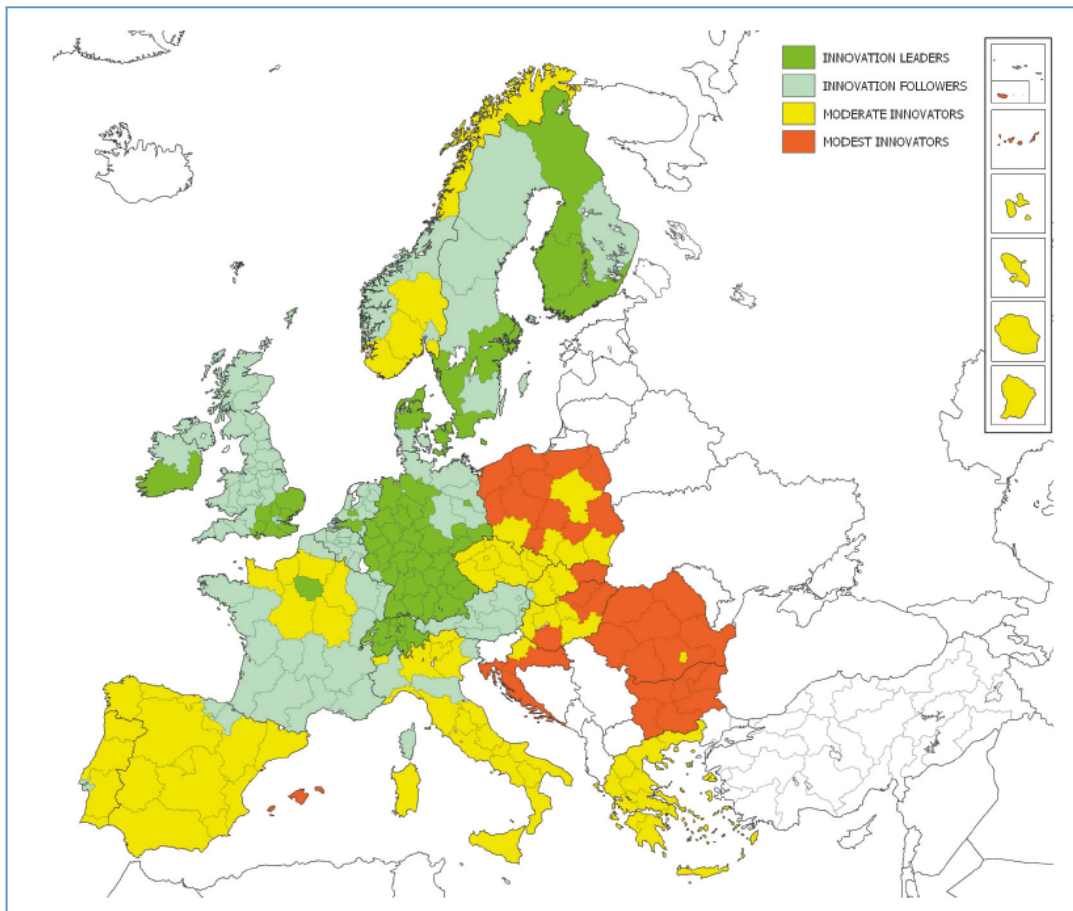 INNOVATION LEADERS
INNOVATION FOLLOWERS
MODERATE INNOVATORS
MODEST INNOVATORS